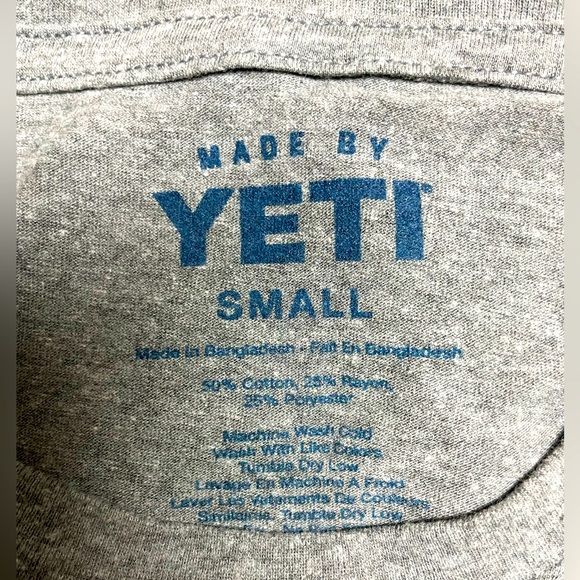 MADE BY
YETI
SMALL
Made in Bangladesh - Fait En Bangladesh
50% Cotton, 25% Rayon,
25% Polyester
Machine Wash Cold
Wash With Like Colors
Tumble Dry Low
Lavage En Machine A Froid
Laver Les Vetements De Couleurs
Similaires, Tumble Dry Low